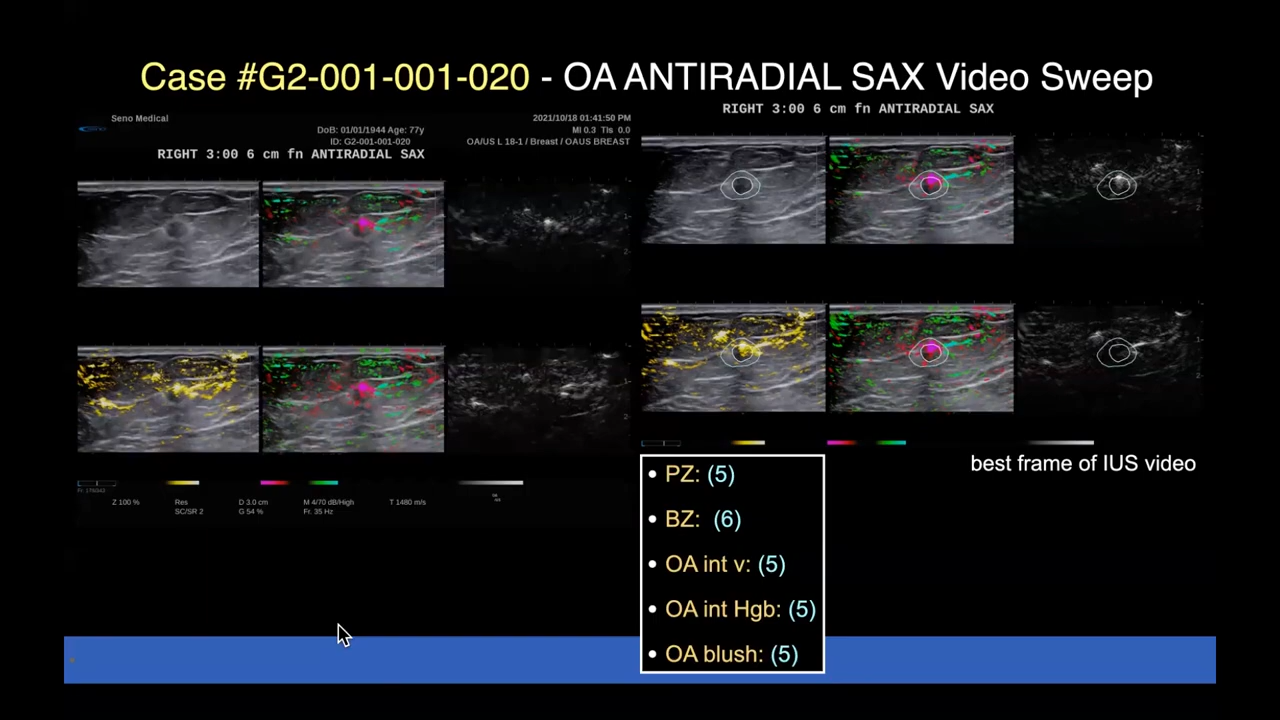 Case #G2-001-001-020 - OA ANTIRADIAL SAX Video Sweep
RIGHT 3:00 6 cm fn ANTIRADIAL SAX
Seno Medical
2021/10/18 01:41:50 PM
DoB: 01/01/1944 Age: 77y
MI 0.3 TIs 0.0
ID: G2-001-001-020
OA/US L 18-1 / Breast / OAUS BREAST
RIGHT 3:00 6 cm fn ANTIRADIAL SAX
best frame of IUS video
• PZ: (5)
• BZ: (6)
• OA int v: (5)
• OA int Hgb: (5)
• OA blush: (5)
Z 100 %
Res
SC/SR 2
D 3.0 cm
G 54 %
M 4/70 dB/High
Fr. 35 Hz
T 1480 m/s